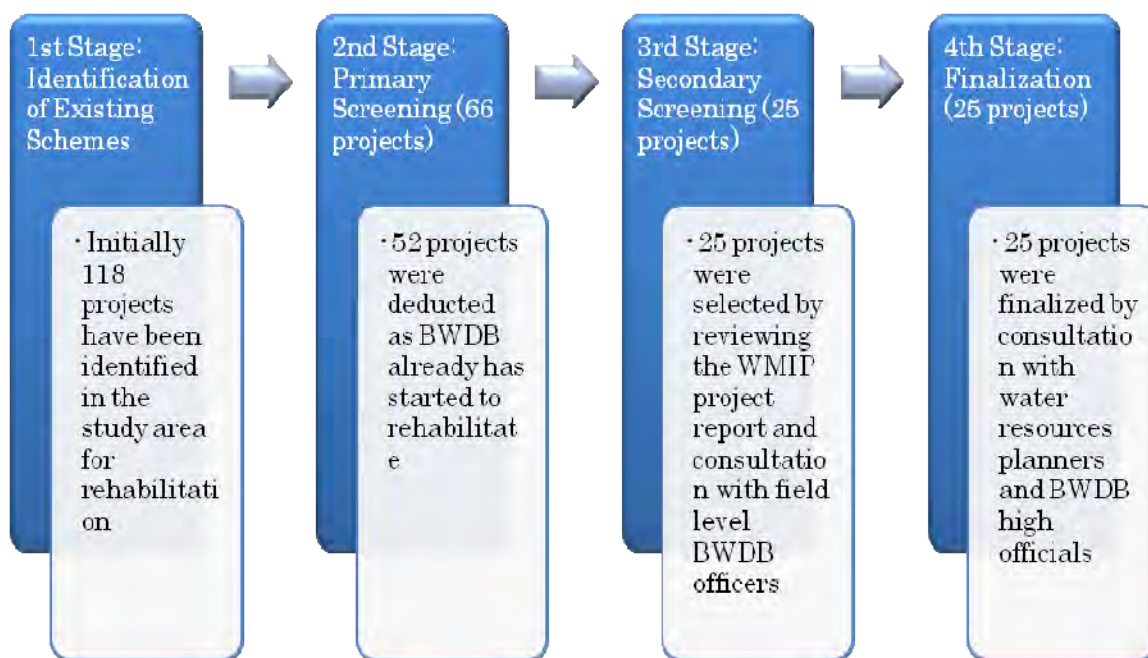 1st Stage:
Identification
of Existing
Schemes
· Initially
118
projects
have been
identified
in the
study area
for
rehabilitati
on
2nd Stage:
Primary
Screening (66
projects)
· 52 projects
were
deducted
as BWDB
already has
started to
rehabilitat
e
3rd Stage:
Secondary
Screening (25
projects)
· 25 projects
were
selected by
reviewing
the WMIP
project
report and
consultatio
n with field
level
BWDB
officers
4th Stage:
Finalization
(25 projects)
· 25 projects
were
finalized by
consultatio
n with
water
resources
planners
and BWDB
high
officials